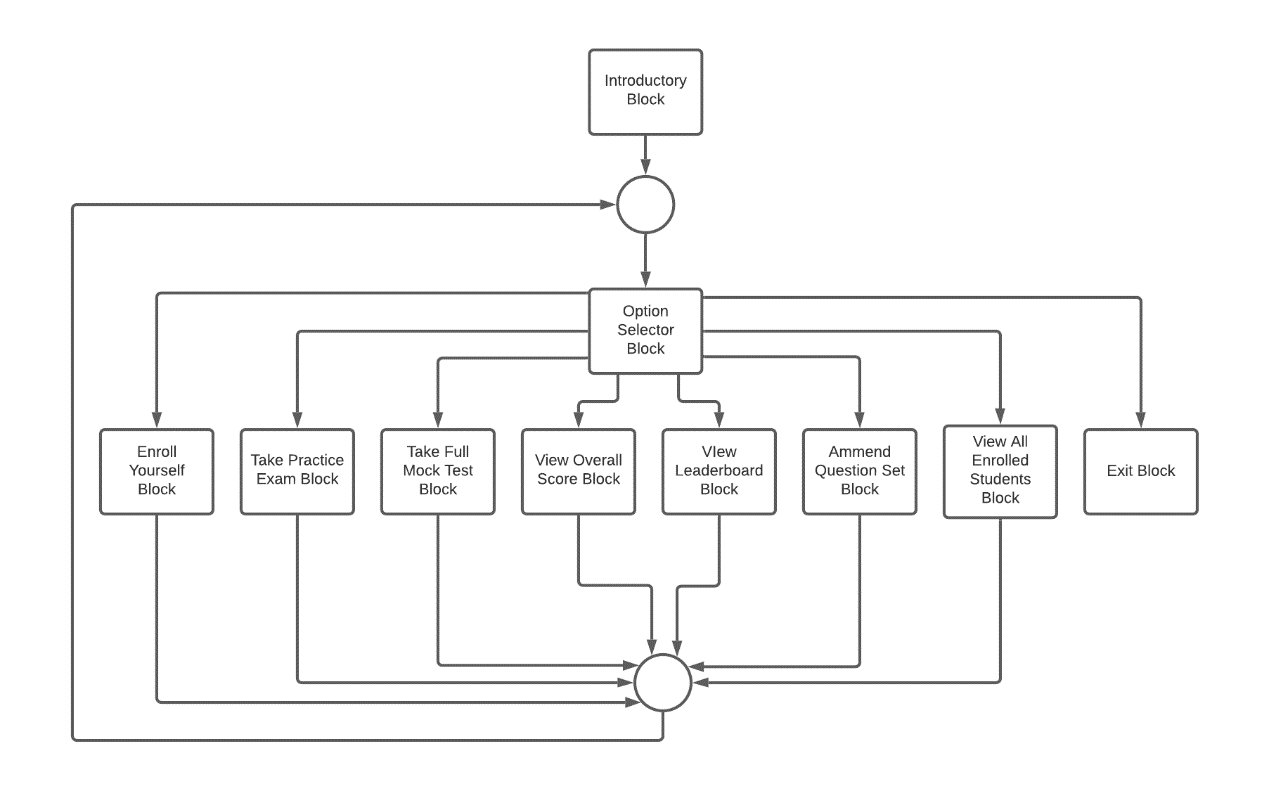 Introductory
Block
Option
Selector
Block
Enroll
Yourself
Block
Take Practice
Exam Block
Take Full
Mock Test
Block
View Overall
Score Block
VIew
Leaderboard
Block
Ammend
Question Set
Block
View All
Enrolled
Students
Block
Exit Block